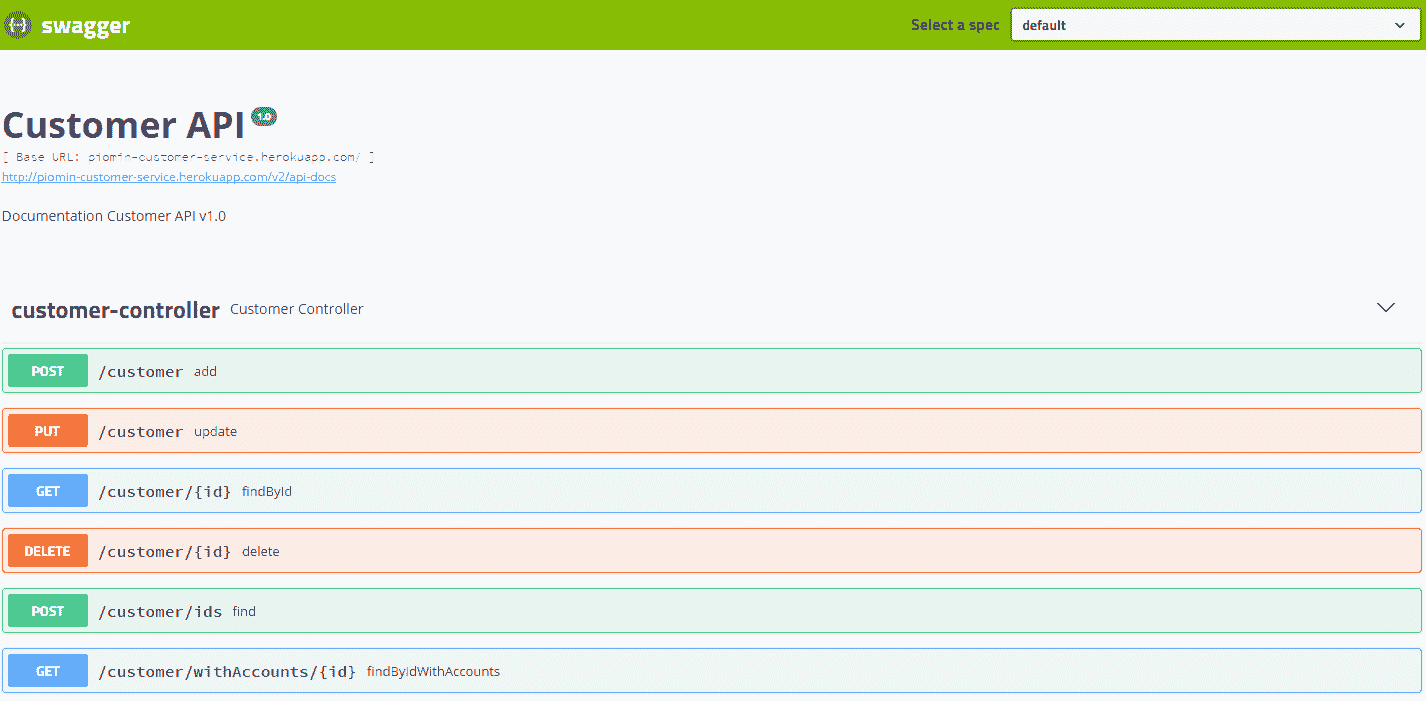 {...} swagger Select a spec default
Customer API 1.0
[ Base URL: piomin-customer-service.herokuapp.com/ ]
http://piomin-customer-service.herokuapp.com/v2/api-docs
Documentation Customer API v1.0
customer-controller Customer Controller
POST /customer add
PUT /customer update
GET /customer/{id} findById
DELETE /customer/{id} delete
POST /customer/ids find
GET /customer/withAccounts/{id} findByIdWithAccounts